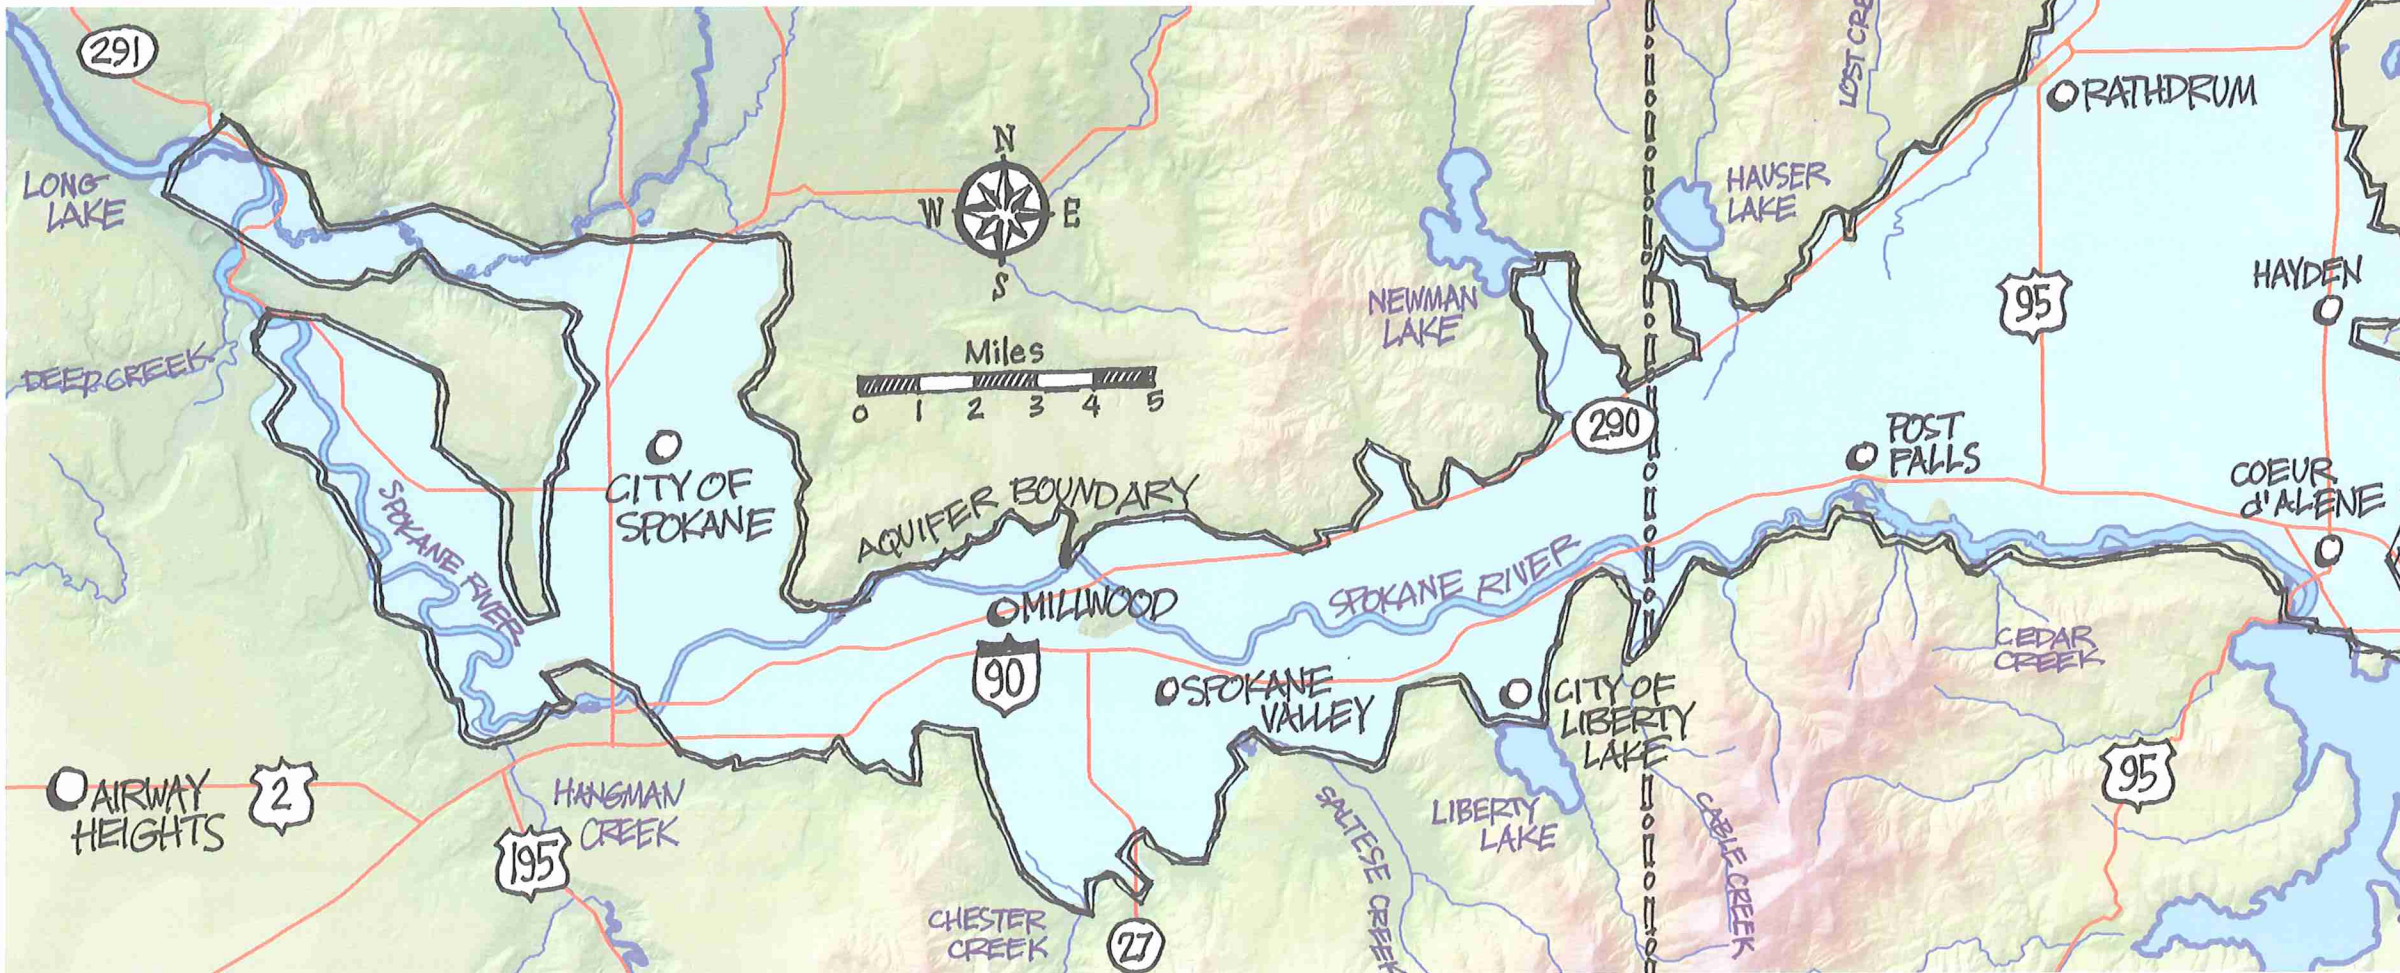 291
LOST CRE
RATHDRUM
LONG
LAKE
N
W
E
S
HAUSER
LAKE
NEWMAN
LAKE
95
HAYDEN
DEEP CREEK
Miles
0 1 2 3 4 5
290
CITY OF
SPOKANE
POST
FALLS
COEUR
d'ALENE
AQUIFER BOUNDARY
SPOKANE RIVER
SPOKANE RIVER
MILLWOOD
90
SPOKANE
VALLEY
CITY OF
LIBERTY
LAKE
CEDAR
CREEK
AIRWAY
HEIGHTS
2
HANGMAN
CREEK
195
LIBERTY
LAKE
SALTESE CREEK
CABLE CREEK
95
CHESTER
CREEK
27